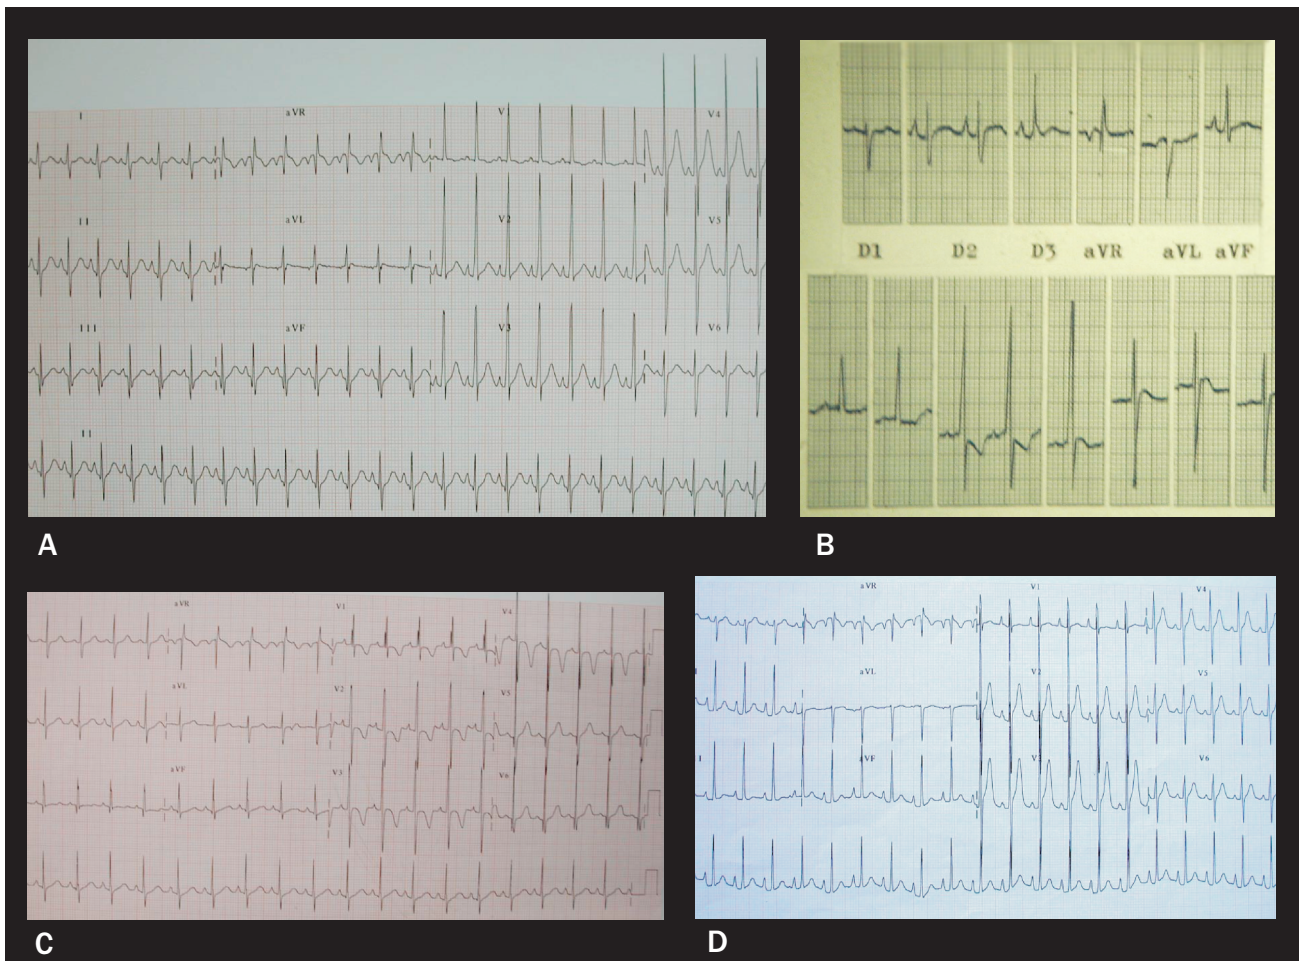 I aVR V V4
II aVL V2 V5
III aVF V3 V6
II
A
D1 D2 D3 aVR aVL aVF
B
aVR V1 V4
aVL V2 V5
aVF V3 V6
C
aVR V1 V4
aVL V2 V5
aVF V V6
D